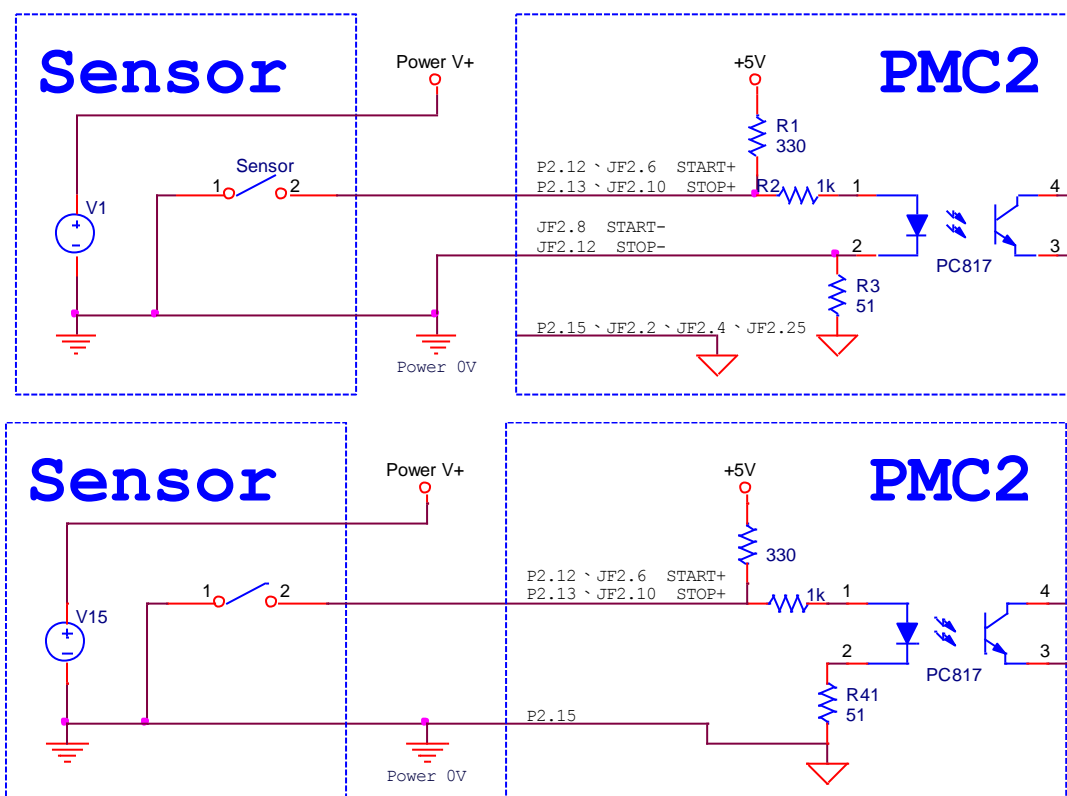 Sensor
Power V+
+5V
PMC2
R1
330
Sensor
1
2
P2.12、JF2.6 START+
P2.13、JF2.10 STOP+
R2
1k
1
4
V1
JF2.8 START-
JF2.12 STOP-
2
3
PC817
R3
51
P2.15、JF2.2、JF2.4、JF2.25
Power 0V
Sensor
Power V+
+5V
PMC2
330
P2.12、JF2.6 START+
P2.13、JF2.10 STOP+
1
2
1k
1
4
V15
2
3
PC817
R41
51
P2.15
Power 0V